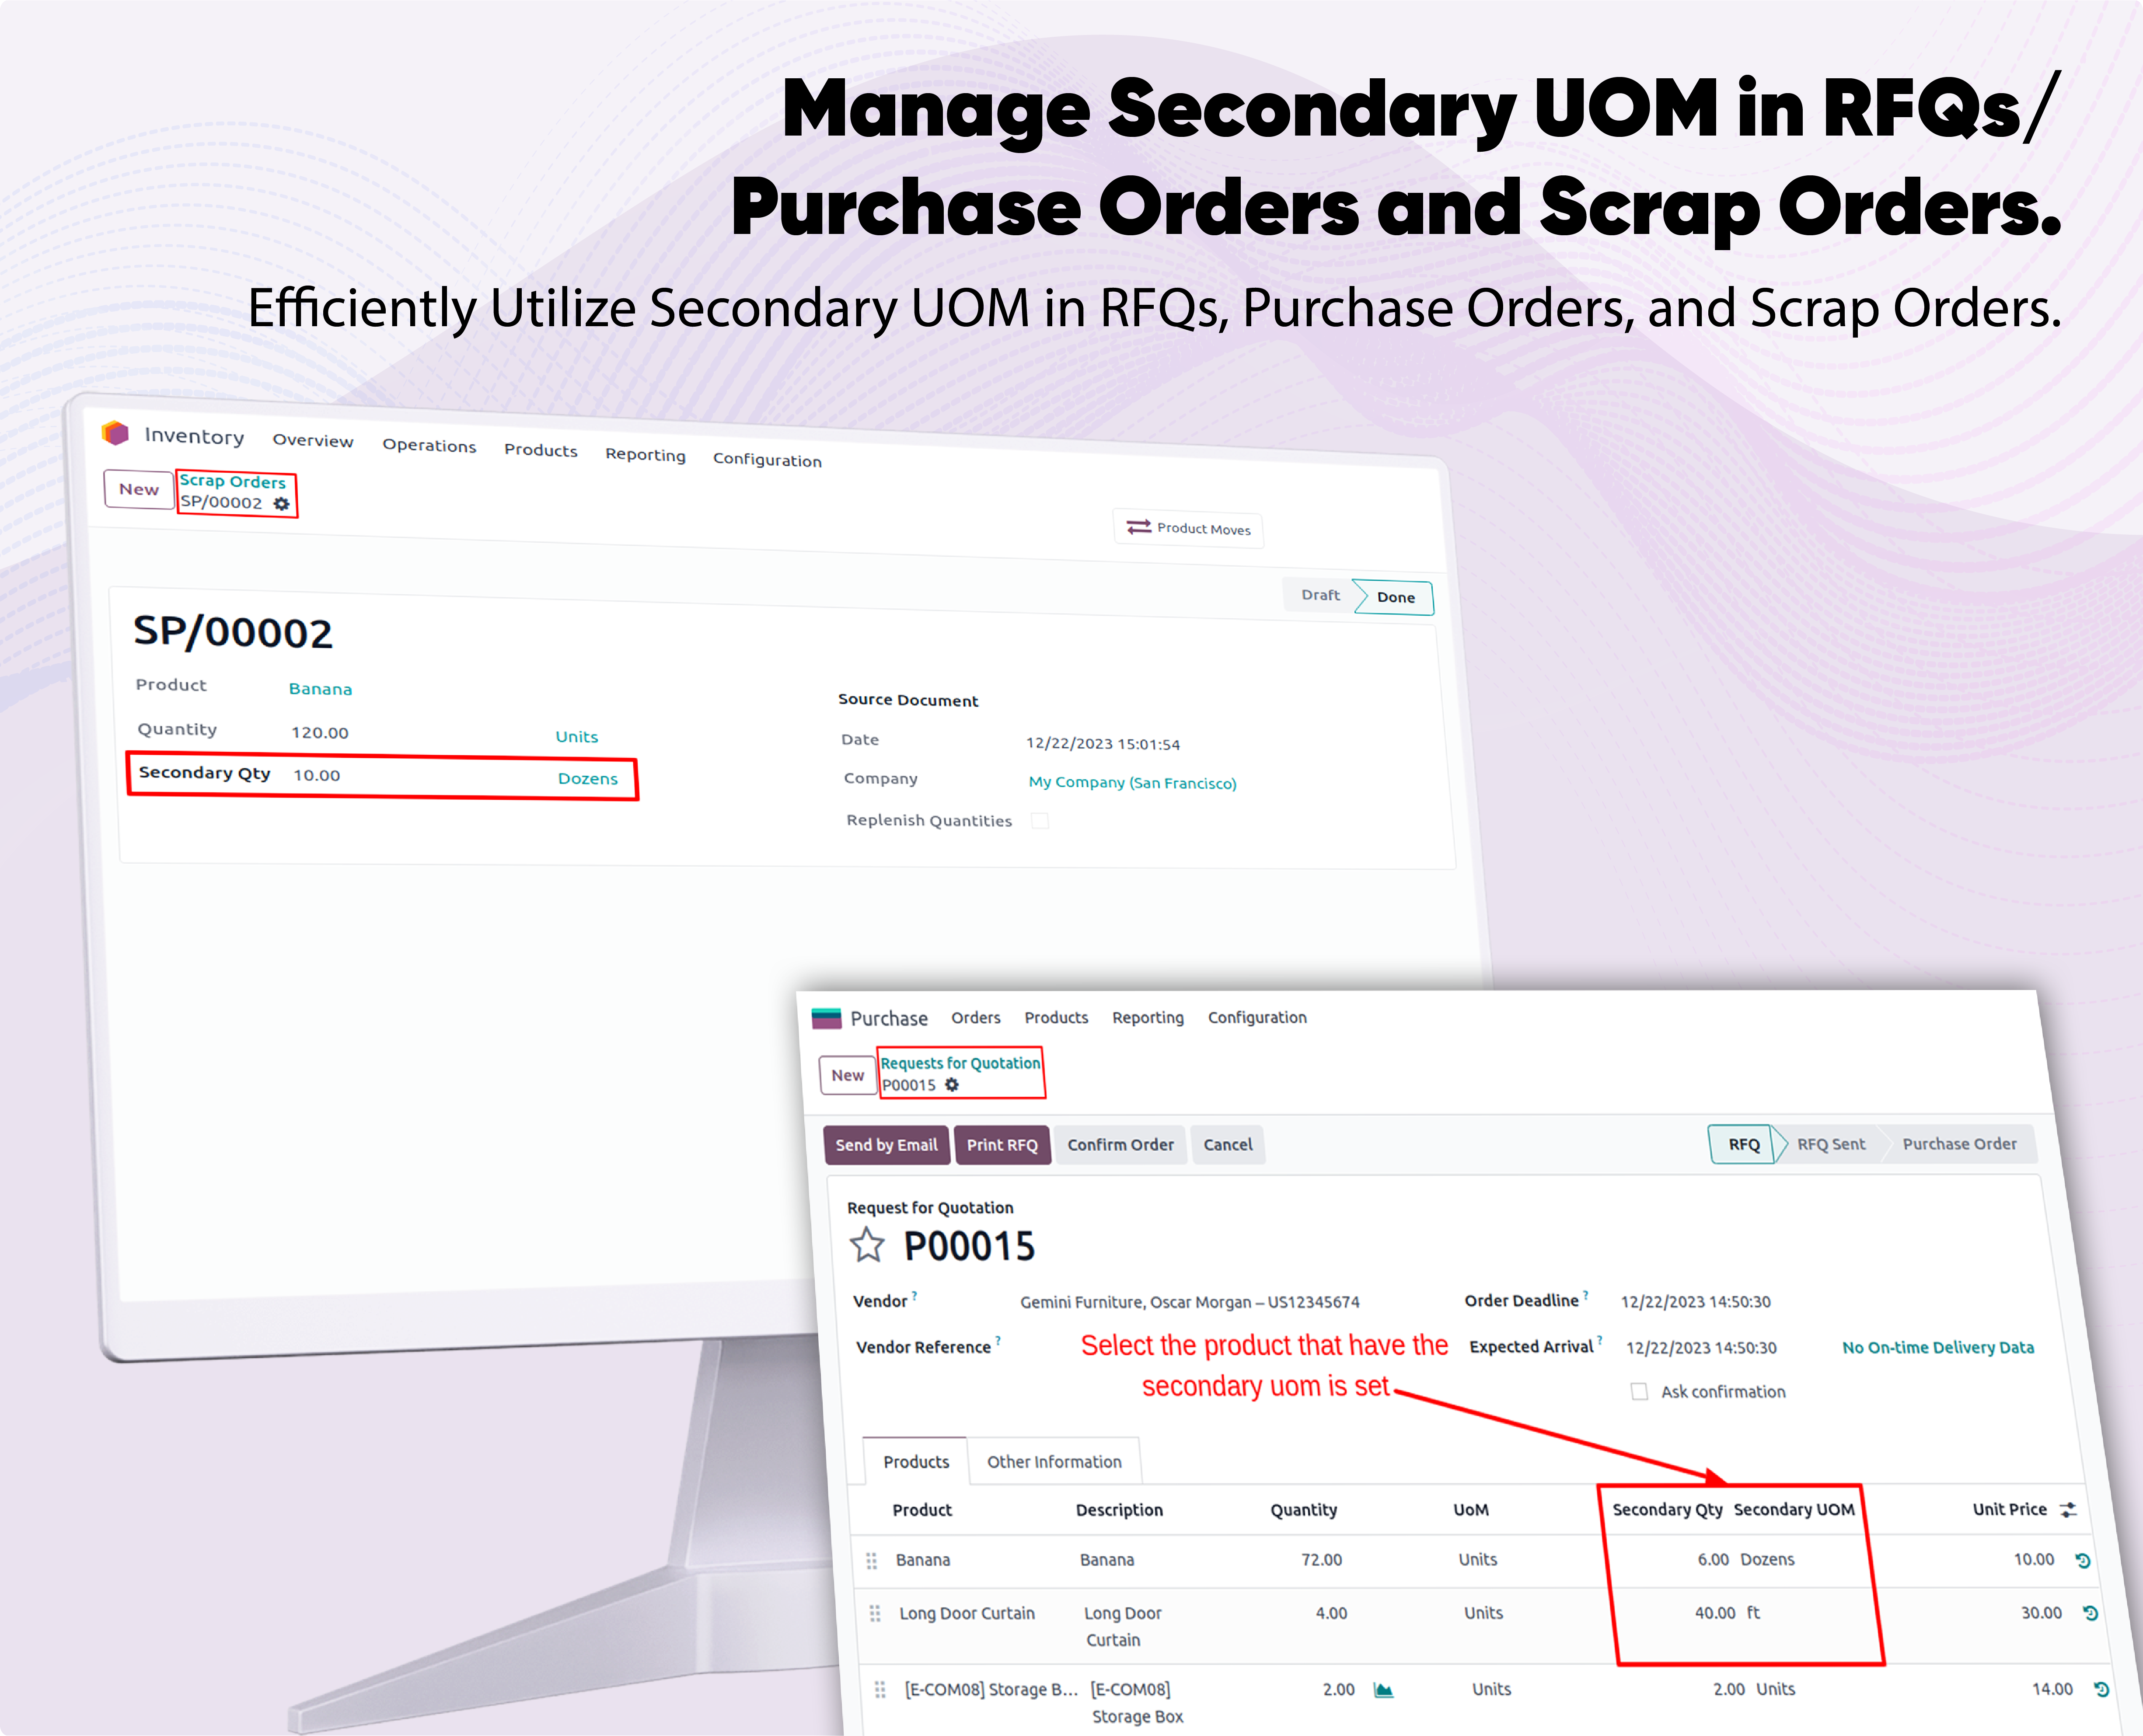 Manage Secondary UOM in RFQs/
Purchase Orders and Scrap Orders.
Efficiently Utilize Secondary UOM in RFQs, Purchase Orders, and Scrap Orders.
Inventory Overview Operations Products Reporting Configuration
New Scrap Orders
SP/00002
Product Moves
Draft Done
SP/00002
Product Banana
Quantity 120.00 Units
Secondary Qty 10.00 Dozens
Source Document
Date 12/22/2023 15:01:54
Company My Company (San Francisco)
Replenish Quantities
Purchase Orders Products Reporting Configuration
New Requests for Quotation
P00015
Send by Email Print RFQ Confirm Order Cancel RFQ RFQ Sent Purchase Order
Request for Quotation
P00015
Vendor ? Gemini Furniture, Oscar Morgan – US12345674 Order Deadline ? 12/22/2023 14:50:30
Vendor Reference ? Select the product that have the Expected Arrival ? 12/22/2023 14:50:30 No On-time Delivery Data
secondary uom is set Ask confirmation
Products Other Information
Product Description Quantity UoM Secondary Qty Secondary UOM Unit Price
Banana Banana 72.00 Units 6.00 Dozens 10.00
Long Door Curtain Long Door 4.00 Units 40.00 ft 30.00
Curtain
[E-COM08] Storage B... [E-COM08] 2.00 Units 2.00 Units 14.00
Storage Box